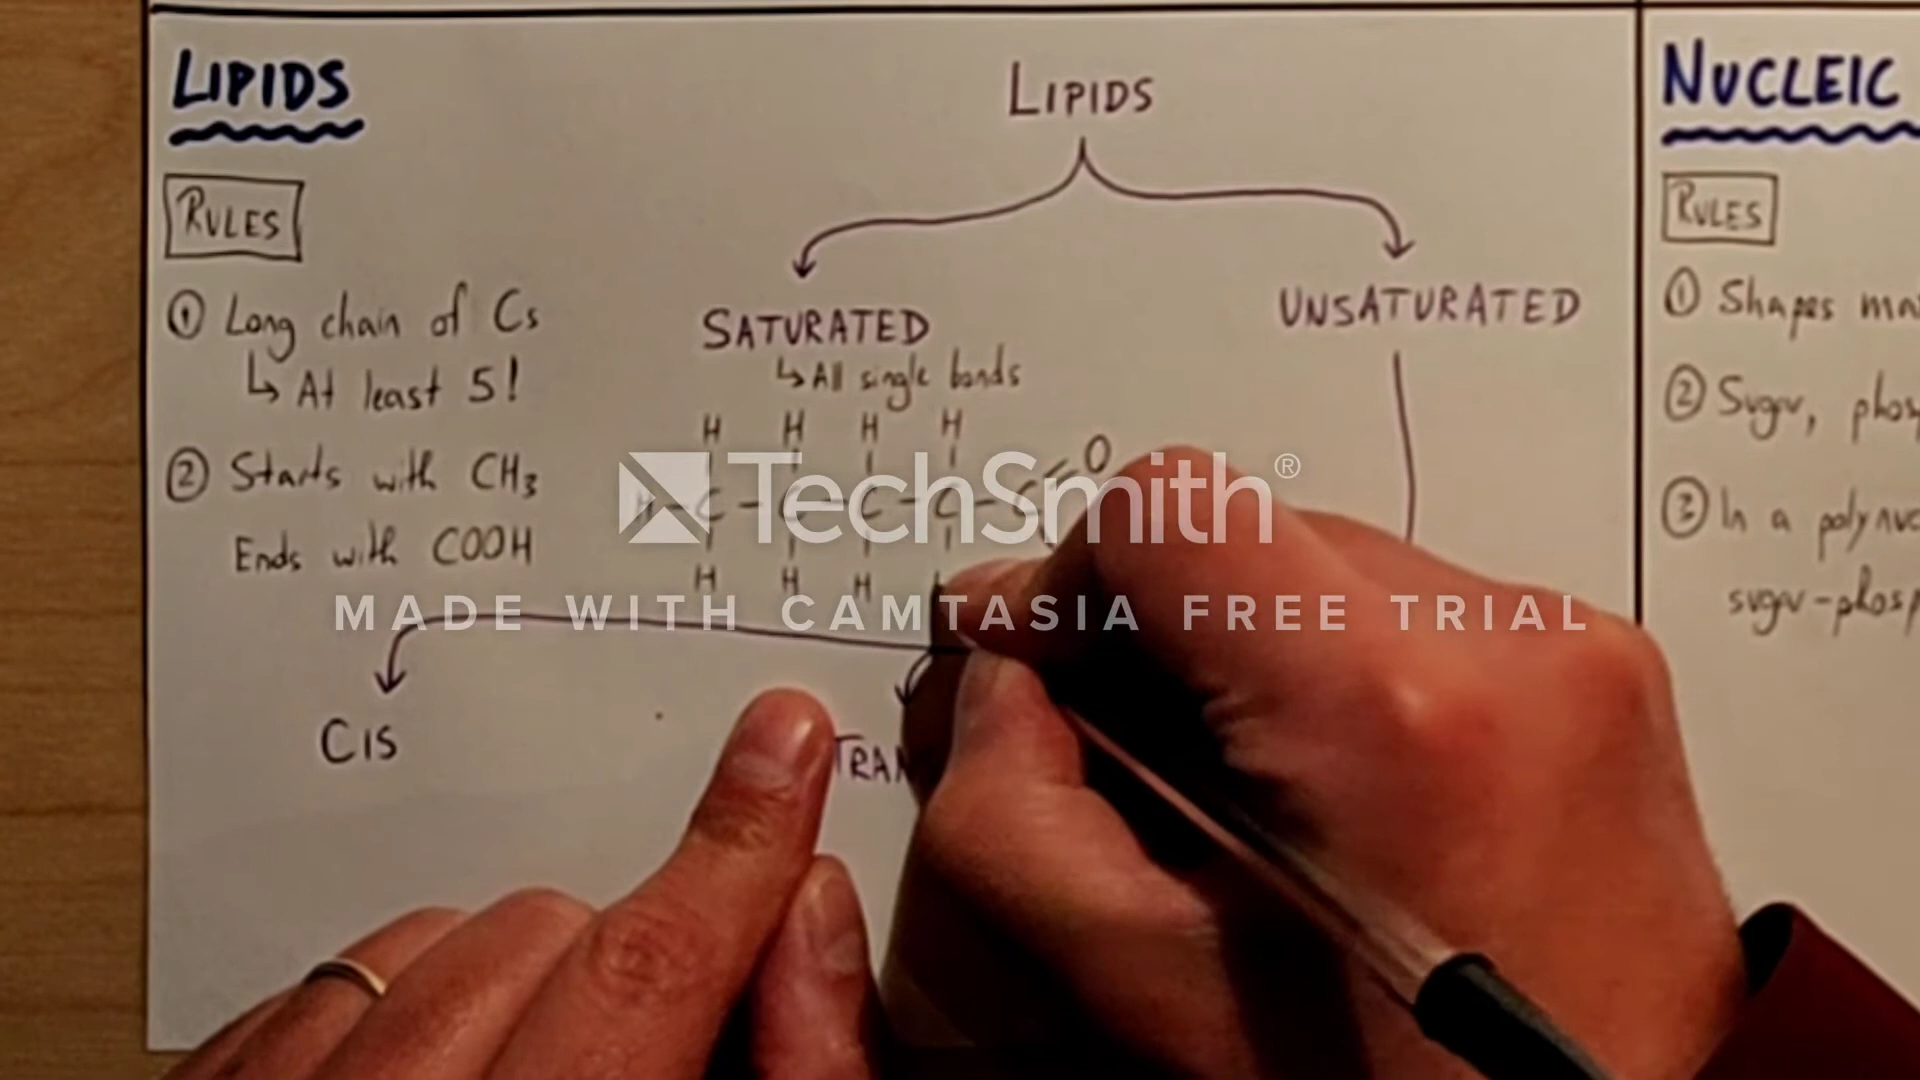 LIPIDS
RULES
① Long chain of Cs
↳ At least 5!
② Starts with CH3
Ends with COOH
LIPIDS
SATURATED
↳ All single bonds
H H H H
H-C-C-C-C-C=O
H H H
UNSATURATED
CIS
NUCLEIC
RULES
① Shapes
② Sugar,
③ In a
TechSmith®
MADE WITH CAMTASIA FREE TRIAL